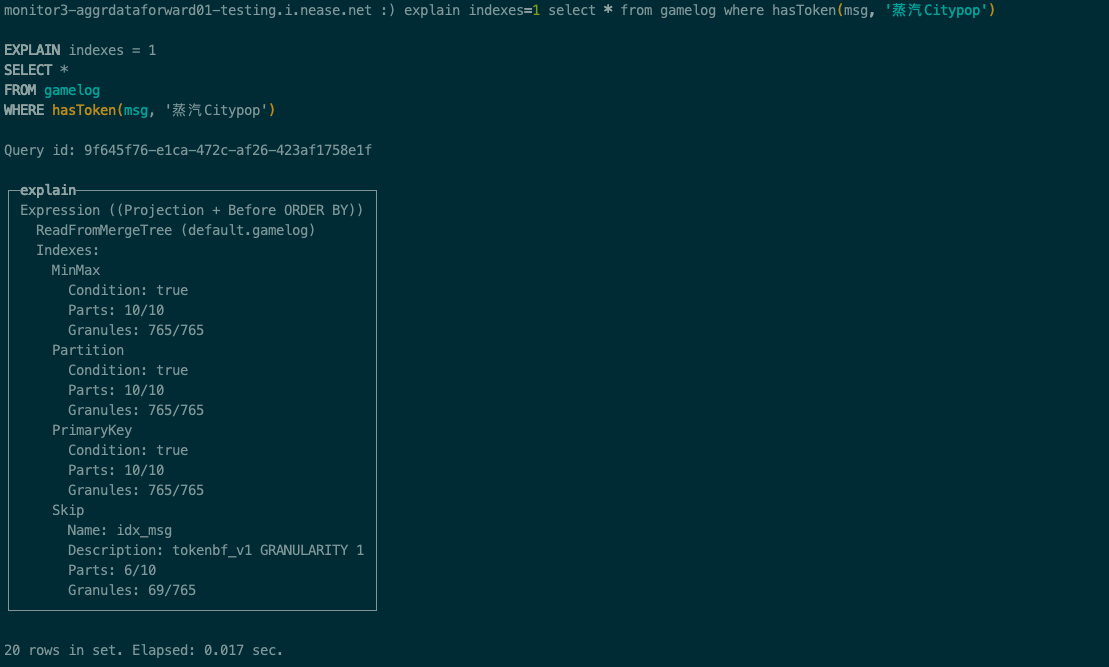 monitor3-aggrdataforward01-testing.i.nease.net :) explain indexes=1 select * from gamelog where hasToken(msg, '蒸汽Citypop')
EXPLAIN indexes = 1
SELECT *
FROM gamelog
WHERE hasToken(msg, '蒸汽Citypop')
Query id: 9f645f76-e1ca-472c-af26-423af1758e1f
explain
Expression ((Projection + Before ORDER BY))
ReadFromMergeTree (default.gamelog)
Indexes:
MinMax
Condition: true
Parts: 10/10
Granules: 765/765
Partition
Condition: true
Parts: 10/10
Granules: 765/765
PrimaryKey
Condition: true
Parts: 10/10
Granules: 765/765
Skip
Name: idx_msg
Description: tokenbf_v1 GRANULARITY 1
Parts: 6/10
Granules: 69/765
20 rows in set. Elapsed: 0.017 sec.